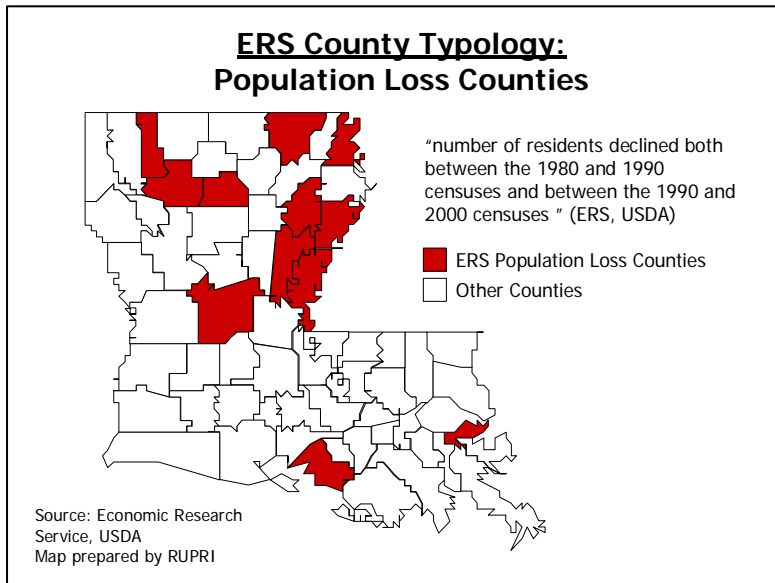 ERS County Typology:
Population Loss Counties
"number of residents declined both
between the 1980 and 1990
censuses and between the 1990 and
2000 censuses " (ERS, USDA)
ERS Population Loss Counties
Other Counties
Source: Economic Research
Service, USDA
Map prepared by RUPRI